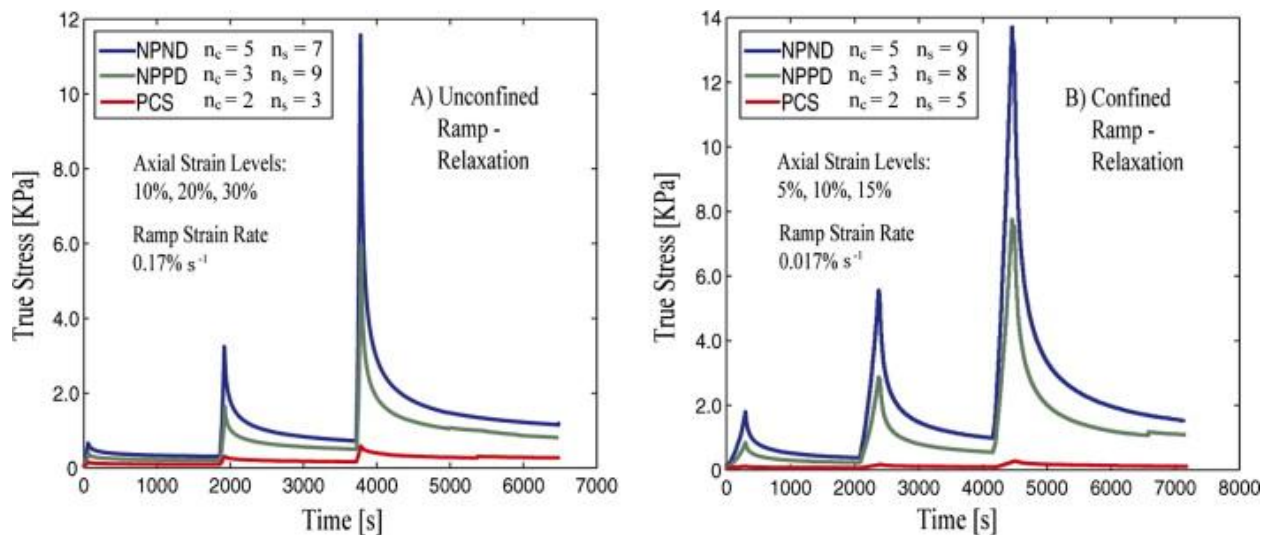 12
10
8.0
6.0
4.0
2.0
0
True Stress [KPa]
NPND n_c = 5 n_s = 7
NPPD n_c = 3 n_s = 9
PCS n_c = 2 n_s = 3
A) Unconfined
Ramp -
Relaxation
Axial Strain Levels:
10%, 20%, 30%
Ramp Strain Rate
0.17% s⁻¹
0 1000 2000 3000 4000 5000 6000 7000
Time [s]
14
12
10
8.0
6.0
4.0
2.0
0
True Stress [KPa]
NPND n_c = 5 n_s = 9
NPPD n_c = 3 n_s = 8
PCS n_c = 2 n_s = 5
B) Confined
Ramp -
Relaxation
Axial Strain Levels:
5%, 10%, 15%
Ramp Strain Rate
0.017% s⁻¹
0 1000 2000 3000 4000 5000 6000 7000 8000
Time [s]